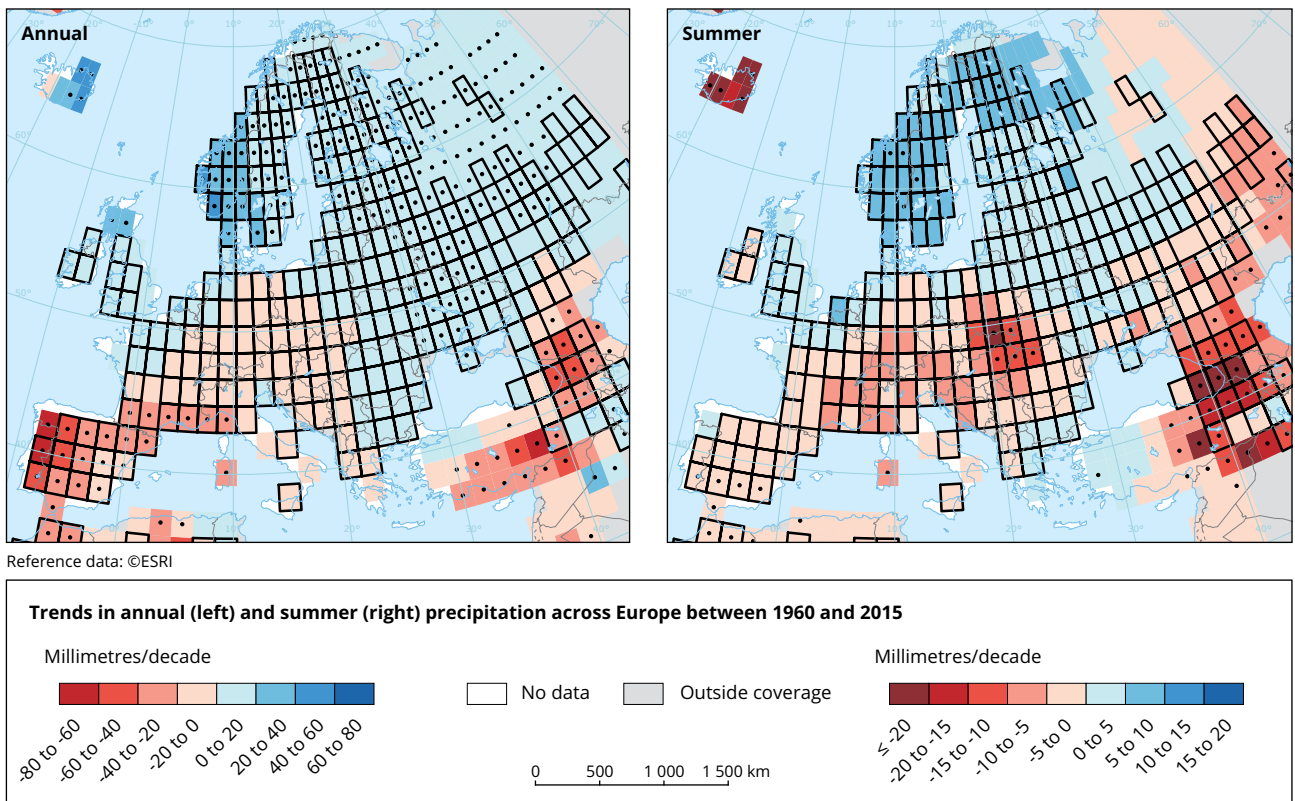 Annual
Summer
Reference data: ©ESRI
Trends in annual (left) and summer (right) precipitation across Europe between 1960 and 2015
Millimetres/decade
-80 to -60
-60 to -40
-40 to -20
-20 to 0
0 to 20
20 to 40
40 to 60
60 to 80
No data
Outside coverage
0 500 1 000 1 500 km
Millimetres/decade
≤ -20
-20 to -15
-15 to -10
-10 to -5
-5 to 0
0 to 5
5 to 10
10 to 15
15 to 20